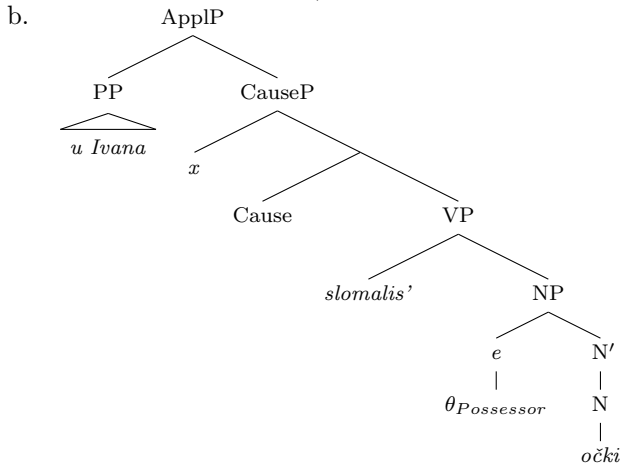 b.
ApplP
PP CauseP
u Ivana
x
Cause VP
slomalis’ NP
e N′
θPossessor N
očki